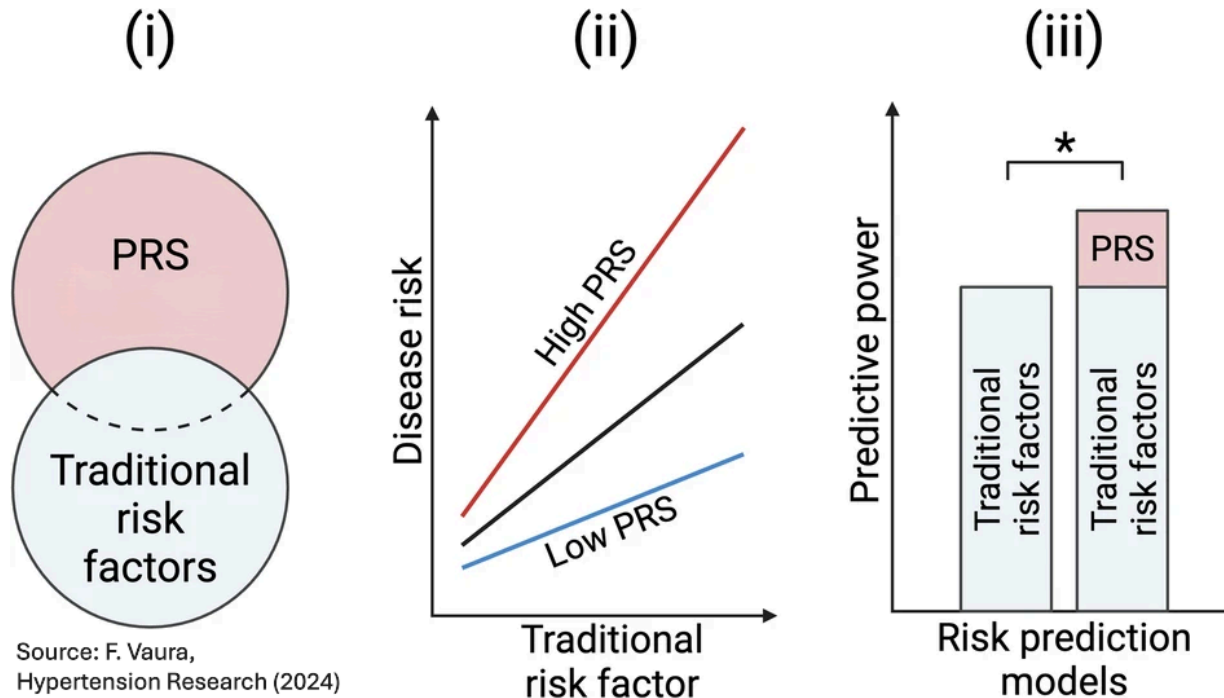 (i)
PRS
Traditional
risk
factors
Source: F. Vaura,
Hypertension Research (2024)
(ii)
Disease risk
High PRS
Low PRS
Traditional
risk factor
(iii)
*
Predictive power
Traditional
risk factors
PRS
Traditional
risk factors
Risk prediction
models